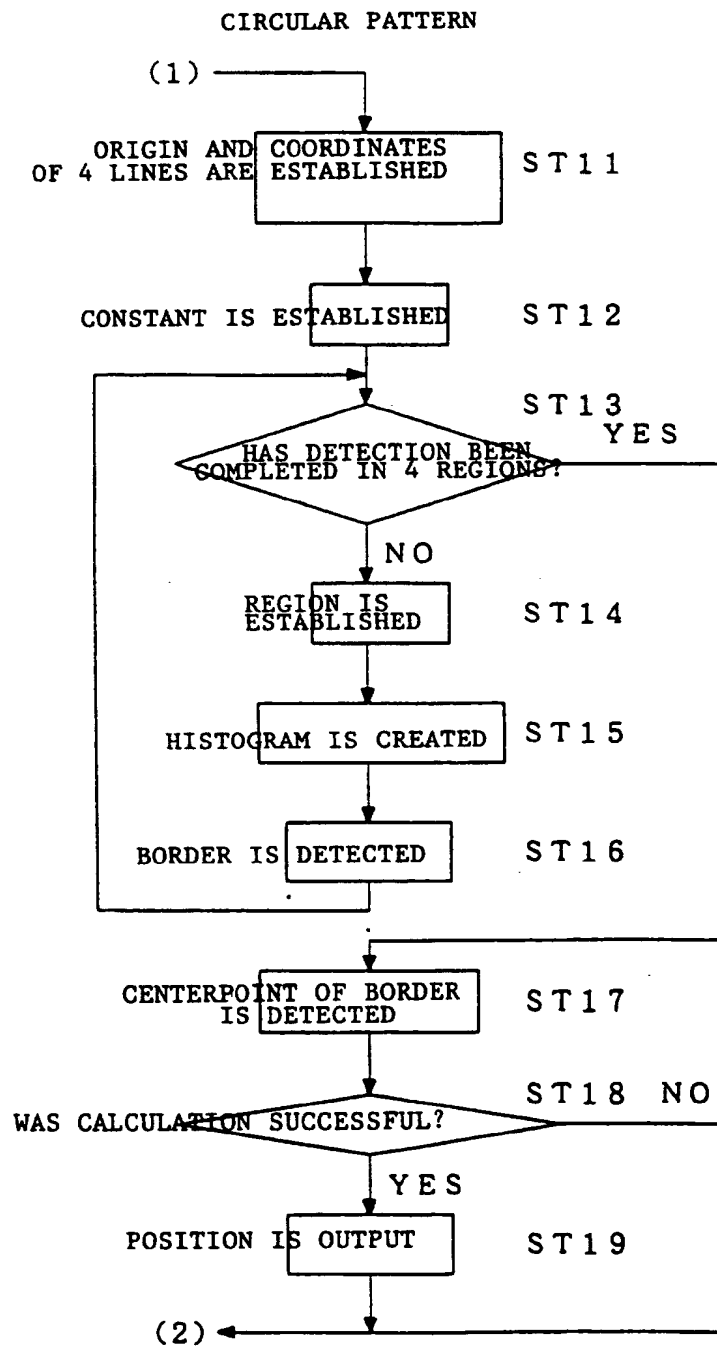 CIRCULAR PATTERN
(1)
ORIGIN AND COORDINATES
OF 4 LINES ARE ESTABLISHED
ST11
CONSTANT IS ESTABLISHED
ST12
ST13
HAS DETECTION BEEN
COMPLETED IN 4 REGIONS?
YES
NO
REGION IS
ESTABLISHED
ST14
HISTOGRAM IS CREATED
ST15
BORDER IS DETECTED
ST16
CENTERPOINT OF BORDER
IS DETECTED
ST17
WAS CALCULATION SUCCESSFUL?
ST18 NO
YES
POSITION IS OUTPUT
ST19
(2)